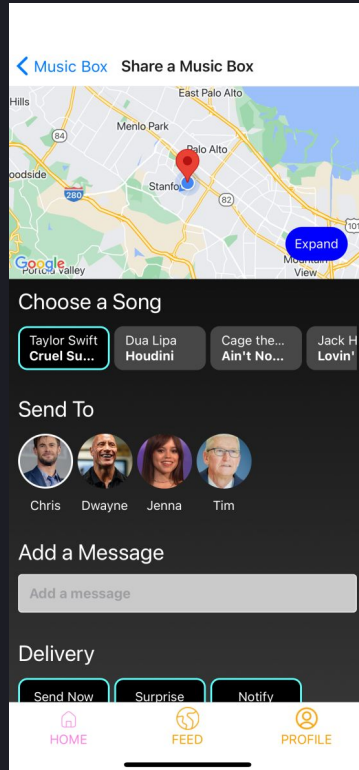 Music Box Share a Music Box
East Palo Alto
Hills
84
Menlo Park
Palo Alto
oodside
Stanfo
280
82
101
Expand
Google
Portola Valley
Mountain
View
Choose a Song
Taylor Swift
Cruel Su...
Dua Lipa
Houdini
Cage the...
Ain't No...
Jack H
Lovin'
Send To
Chris Dwayne Jenna Tim
Add a Message
Add a message
Delivery
Send Now Surprise Notify
HOME FEED PROFILE